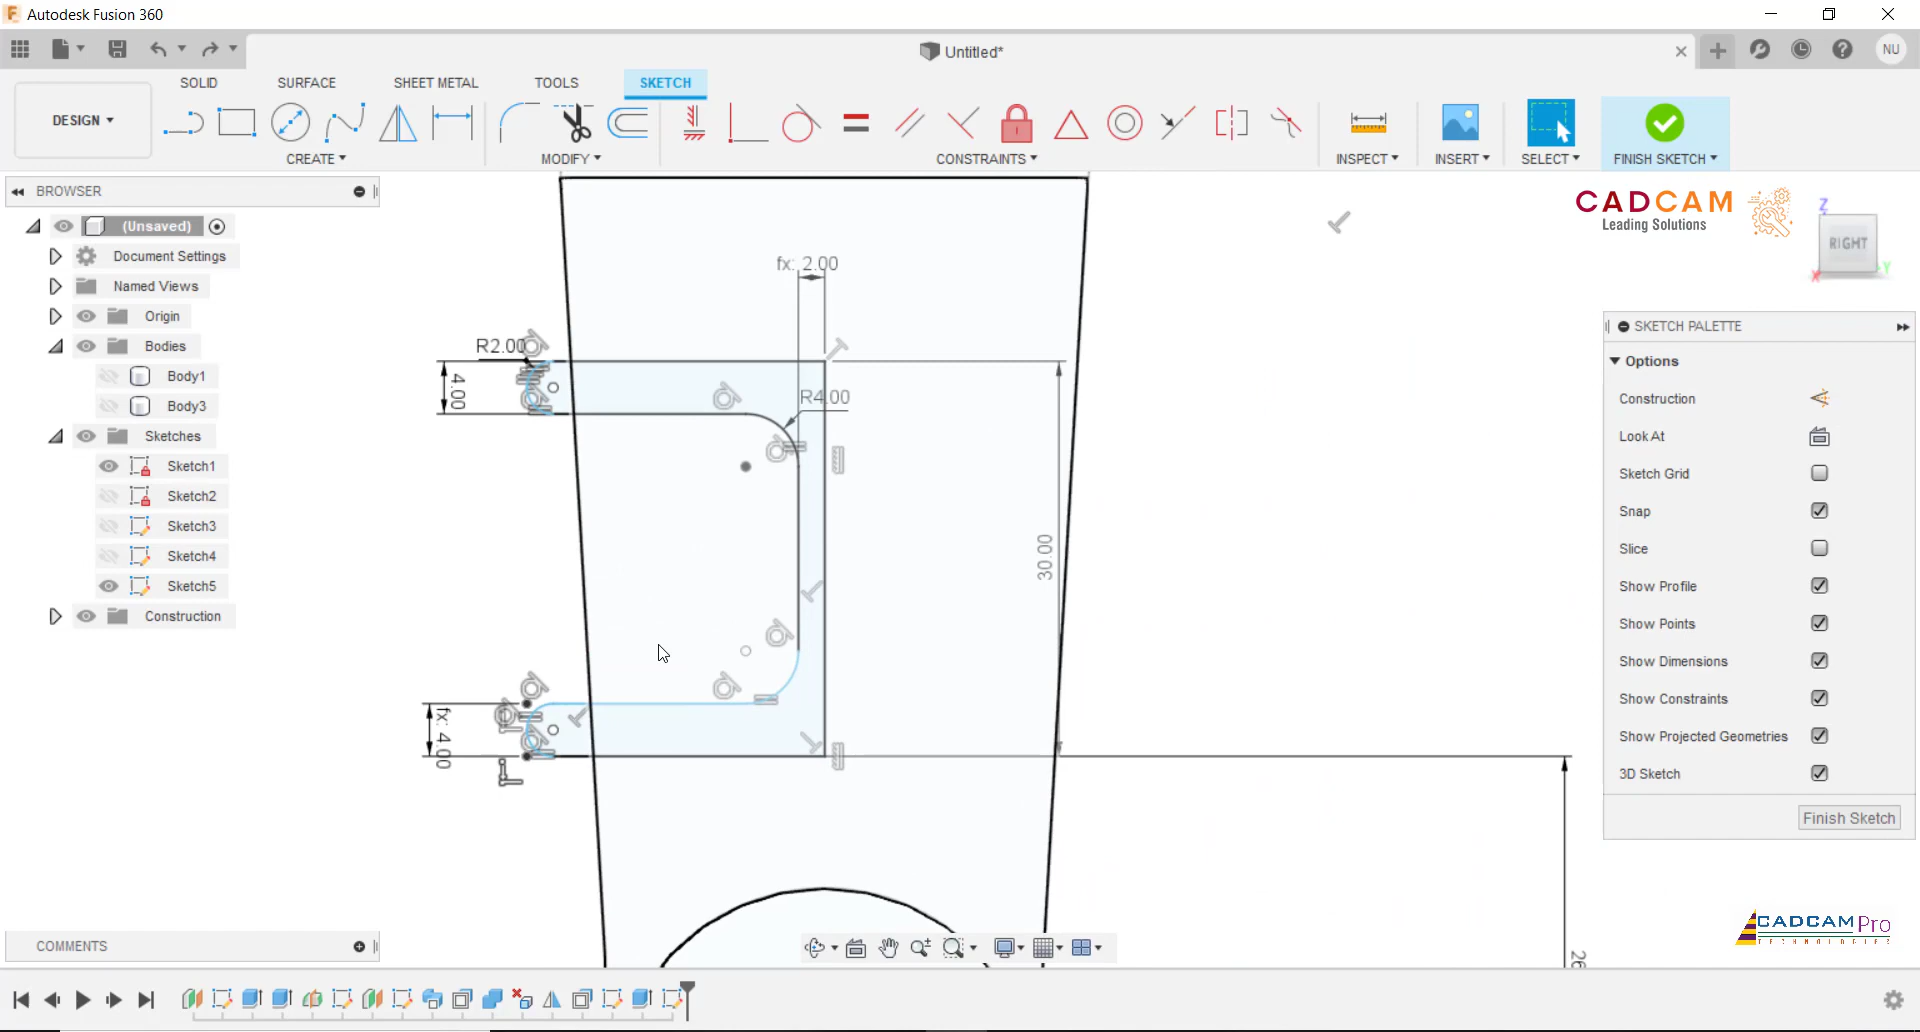 Autodesk Fusion 360
Untitled*
NU
SOLID
SURFACE
SHEET METAL
TOOLS
SKETCH
DESIGN
CREATE
MODIFY
CONSTRAINTS
INSPECT
INSERT
SELECT
FINISH SKETCH
BROWSER
(Unsaved)
Document Settings
Named Views
Origin
Bodies
Body1
Body3
Sketches
Sketch1
Sketch2
Sketch3
Sketch4
Sketch5
Construction
CADCAM
Leading Solutions
Z
RIGHT
X
Y
fx: 2.00
R2.00
4.00
R4.00
30.00
fx: 4.00
26
SKETCH PALETTE
Options
Construction
Look At
Sketch Grid
Snap
Slice
Show Profile
Show Points
Show Dimensions
Show Constraints
Show Projected Geometries
3D Sketch
Finish Sketch
CADCAM Pro
TECHNOLOGIES
COMMENTS